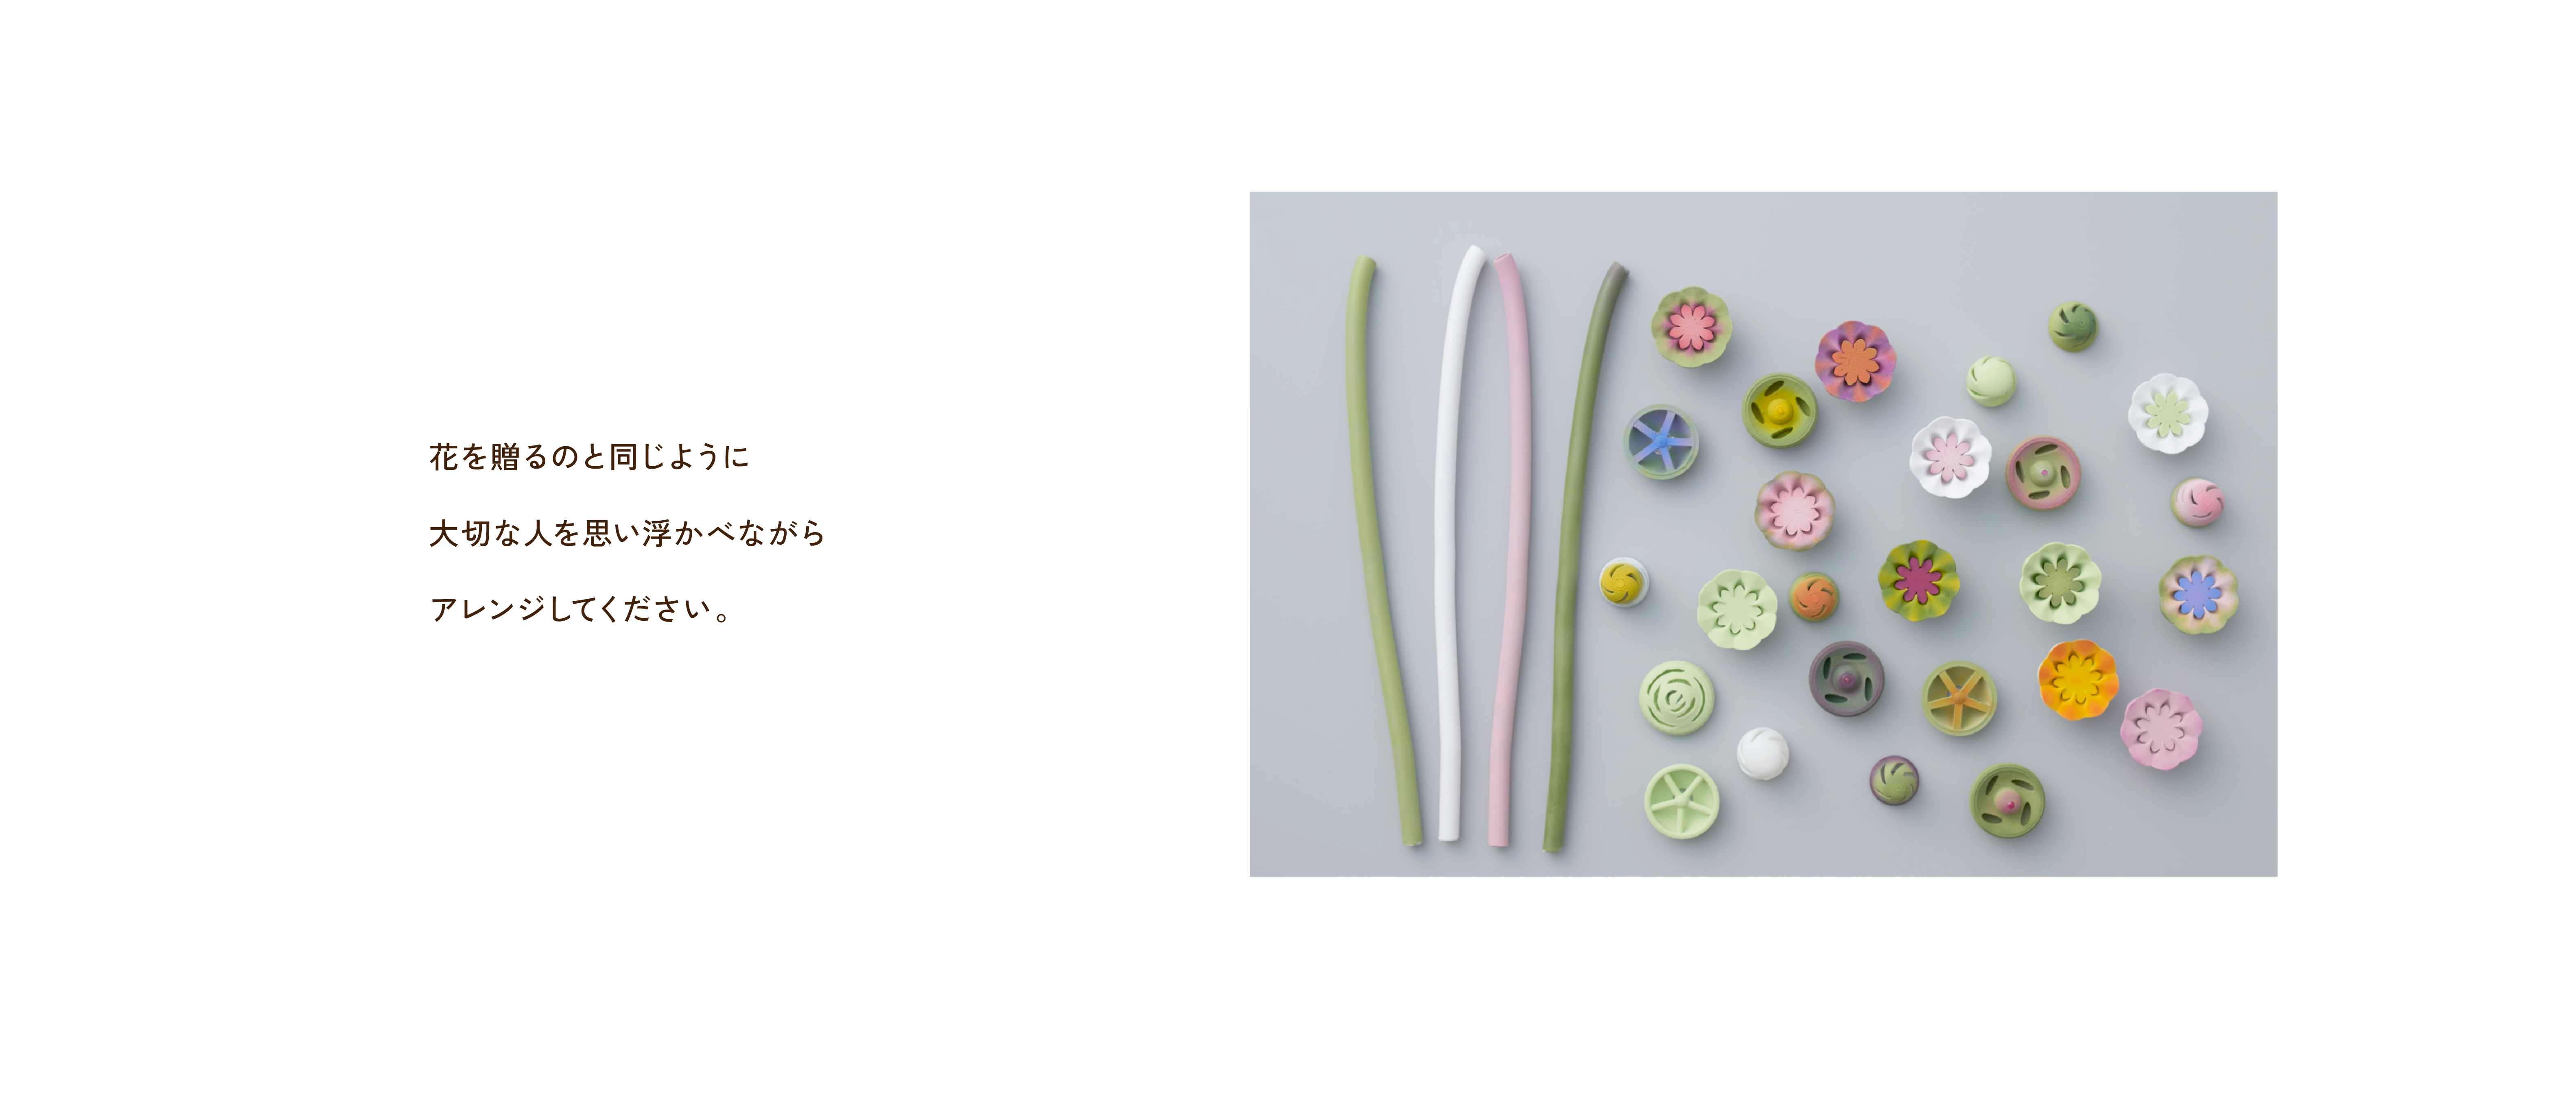 花を贈るのと同じように
大切な人を思い浮かべながら
アレンジしてください。